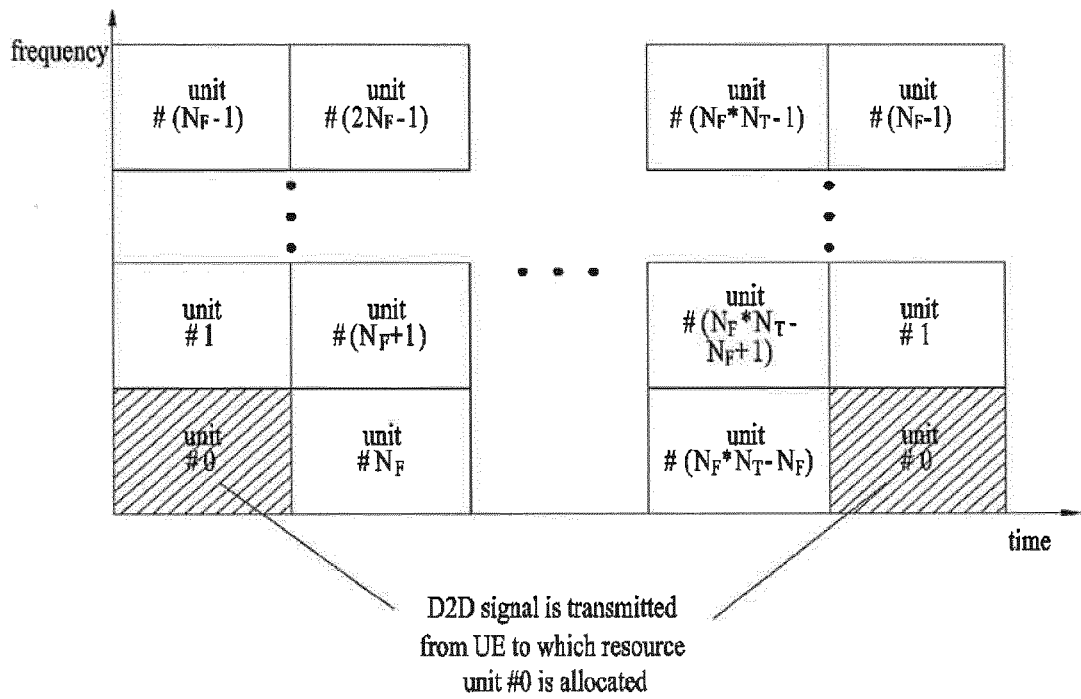 frequency
unit
# (NF-1)
unit
# (2NF-1)
unit
# (NF*NT-1)
unit
# (NF-1)
unit
# 1
unit
# (NF+1)
unit
# (NF*NT-
NF+1)
unit
# 1
unit
# 0
unit
# NF
unit
# (NF*NT-NF)
unit
# 0
time
D2D signal is transmitted
from UE to which resource
unit #0 is allocated